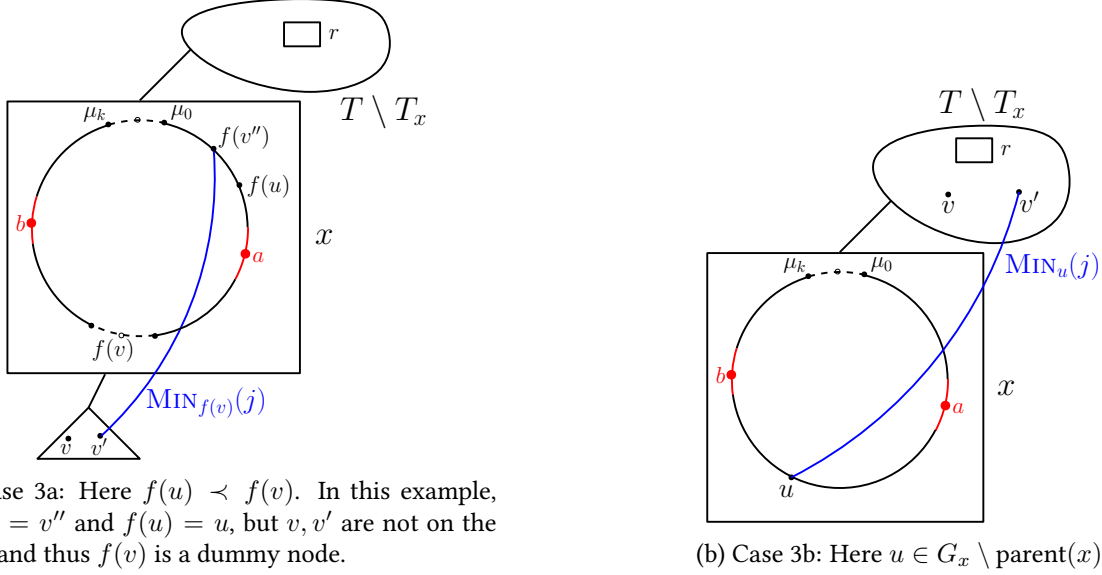 r
T \ T_x
μ_k
μ_0
f(v′′)
f(u)
b
x
a
f(v)
MIN_{f(v)}(j)
v
v′
ase 3a: Here f(u) ≺ f(v). In this example,
= v′′ and f(u) = u, but v, v′ are not on the
and thus f(v) is a dummy node.
T \ T_x
r
v
v′
MIN_u(j)
μ_k
μ_0
b
x
a
u
(b) Case 3b: Here u ∈ G_x \ parent(x)